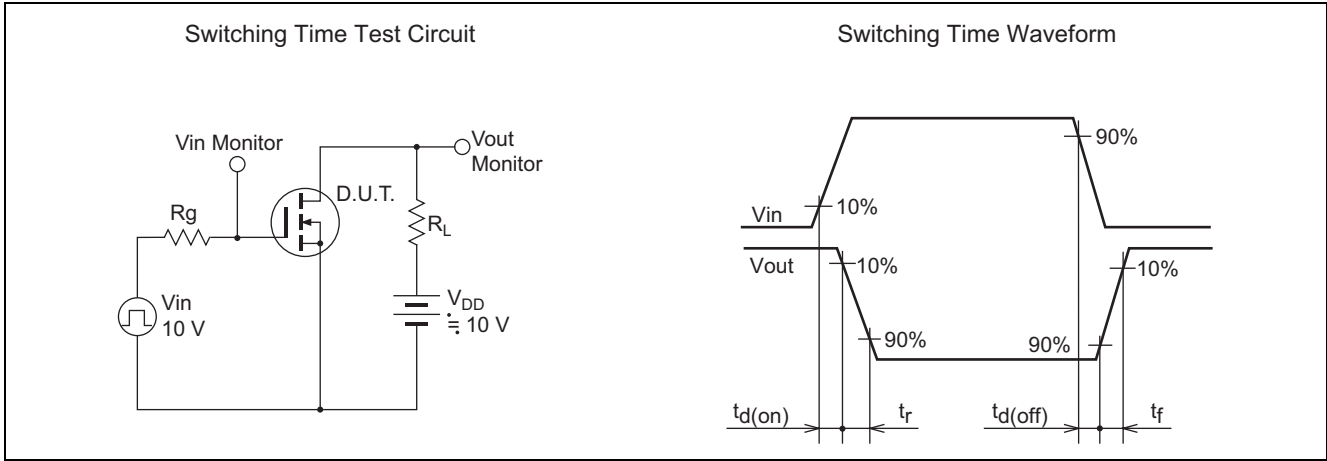 Switching Time Test Circuit
Vin Monitor
Vout
Monitor
D.U.T.
Rg
RL
Vin
10 V
VDD
≒ 10 V
Switching Time Waveform
90%
Vin
10%
Vout
10%
10%
90%
90%
td(on)
tr
td(off)
tf